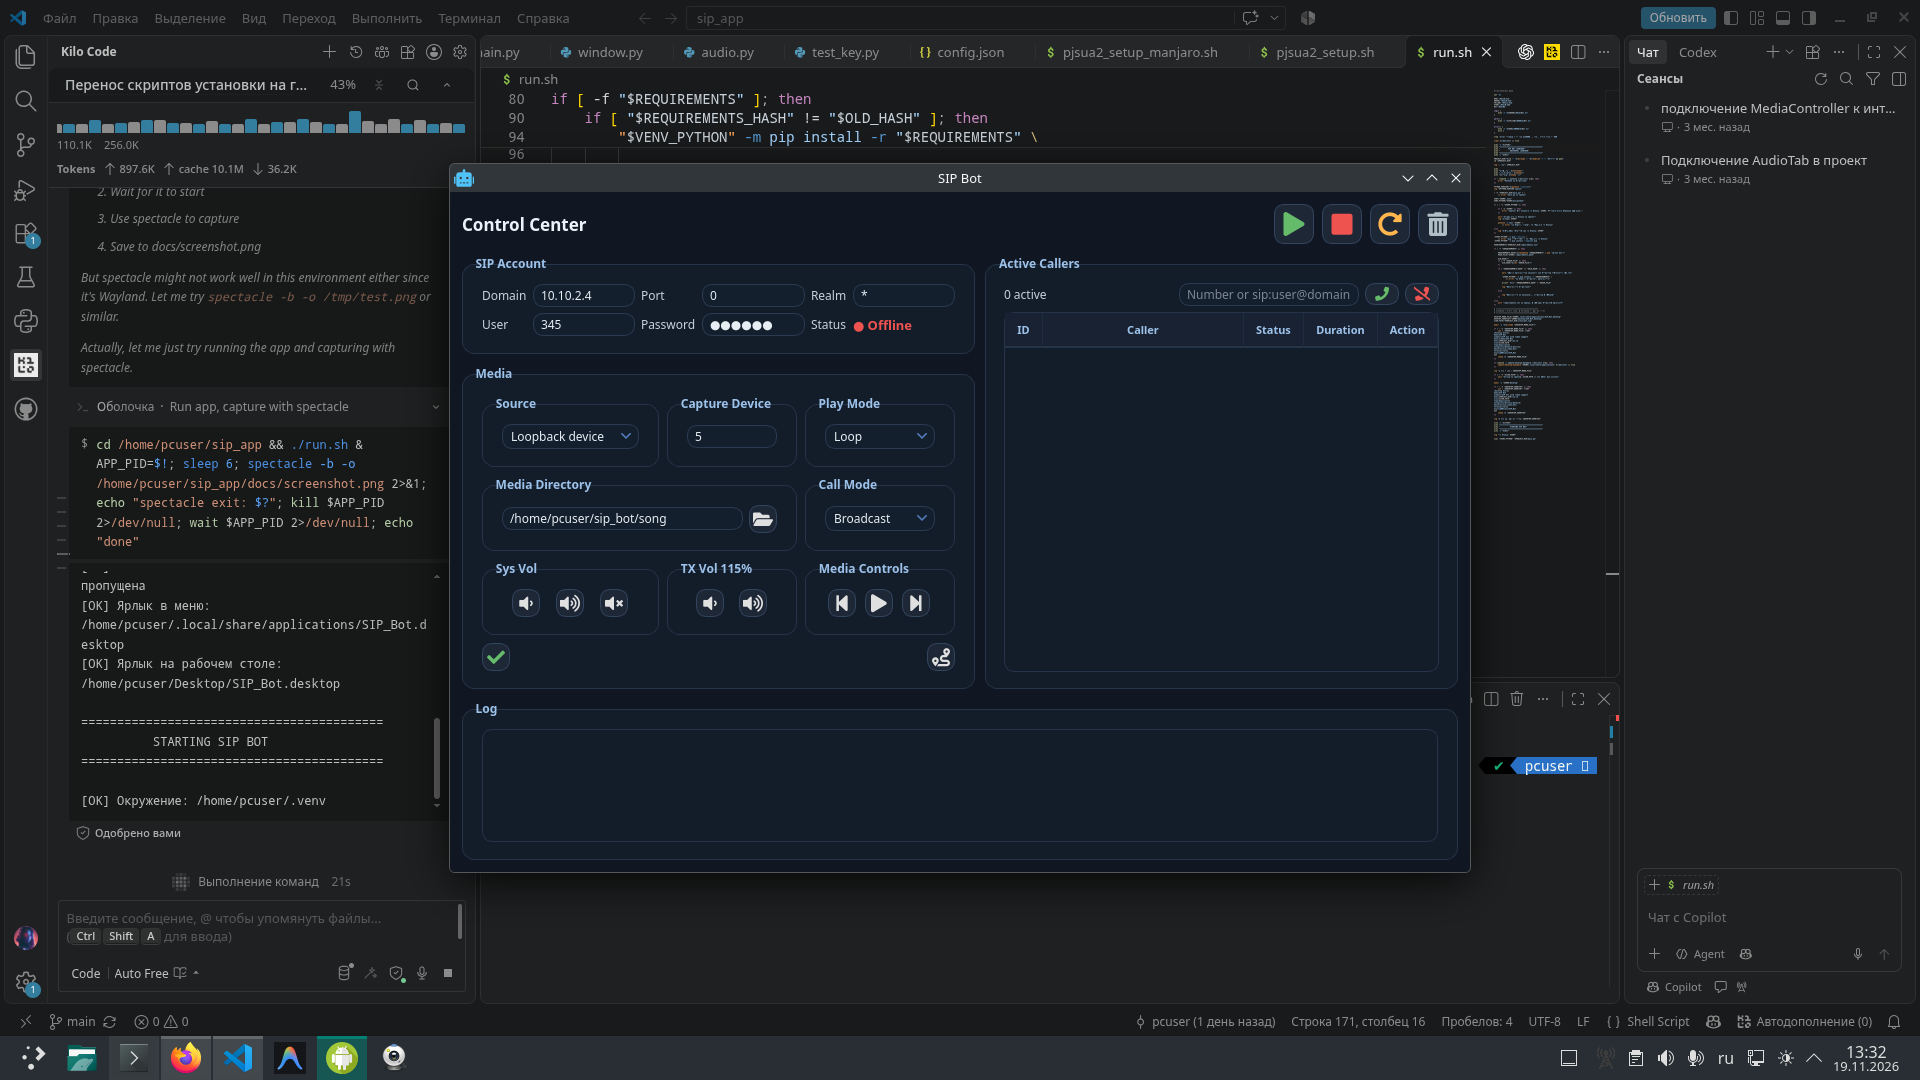 Файл Правка Выделение Вид Переход Выполнить Терминал Справка
sip_app
Обновить
Kilo Code
Перенос скриптов установки на г... 43%
110.1K 256.0K
Tokens ↑ 897.6K ↑ cache 10.1M ↓ 36.2K
2. Wait for it to start
3. Use spectacle to capture
4. Save to docs/screenshot.png
But spectacle might not work well in this environment either since
it's Wayland. Let me try spectacle -b -o /tmp/test.png or
similar.
Actually, let me just try running the app and capturing with
spectacle.
Оболочка · Run app, capture with spectacle
$ cd /home/pcuser/sip_app && ./run.sh &
APP_PID=$!; sleep 6; spectacle -b -o
/home/pcuser/sip_app/docs/screenshot.png 2>&1;
echo "spectacle exit: $?"; kill $APP_PID
2>/dev/null; wait $APP_PID 2>/dev/null; echo
"done"
пропущена
[OK] Ярлык в меню:
/home/pcuser/.local/share/applications/SIP_Bot.d
esktop
[OK] Ярлык на рабочем столе:
/home/pcuser/Desktop/SIP_Bot.desktop
==========================================
STARTING SIP BOT
==========================================
[OK] Окружение: /home/pcuser/.venv
Одобрено вами
Выполнение команд 21s
Введите сообщение, @ чтобы упомянуть файлы...
(Ctrl Shift A для ввода)
Code Auto Free
ain.py window.py audio.py test_key.py config.json pjsua2_setup_manjaro.sh pjsua2_setup.sh run.sh
$ run.sh
80 if [ -f "$REQUIREMENTS" ]; then
90 if [ "$REQUIREMENTS_HASH" != "$OLD_HASH" ]; then
94 "$VENV_PYTHON" -m pip install -r "$REQUIREMENTS" \
96
SIP Bot
Control Center
SIP Account
Domain 10.10.2.4 Port 0 Realm *
User 345 Password ●●●●●● Status ● Offline
Media
Source Capture Device Play Mode
Loopback device 5 Loop
Media Directory Call Mode
/home/pcuser/sip_bot/song Broadcast
Sys Vol TX Vol 115% Media Controls
Active Callers
0 active Number or sip:user@domain
ID Caller Status Duration Action
Log
pcuser
Чат Codex
Сеансы
подключение MediaController к инт...
3 мес. назад
Подключение AudioTab в проект
3 мес. назад
+ $ run.sh
Чат с Copilot
Agent
Copilot
main 0 0
pcuser (1 день назад) Строка 171, столбец 16 Пробелов: 4 UTF-8 LF { } Shell Script Автодополнение (0)
ru
13:32
19.11.2026